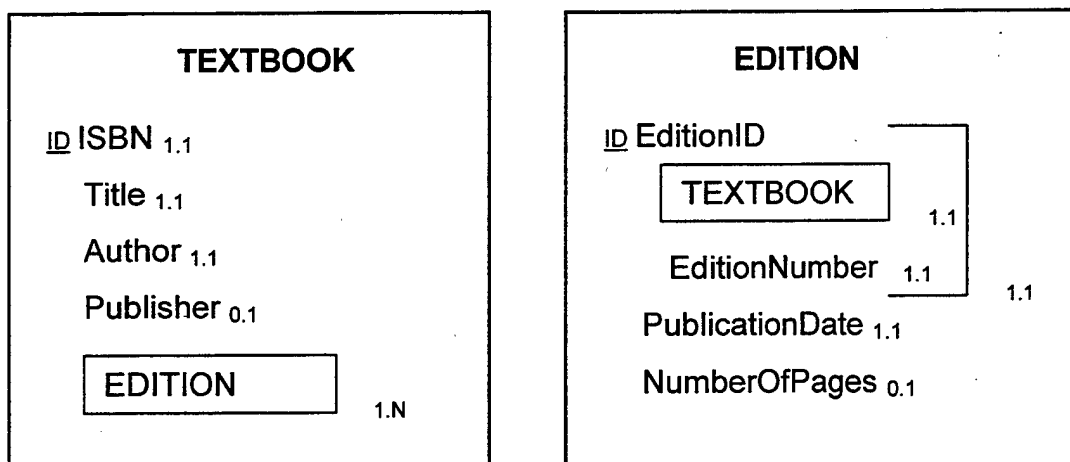 TEXTBOOK
ID ISBN 1.1
Title 1.1
Author 1.1
Publisher 0.1
EDITION
1.N
EDITION
ID EditionID
TEXTBOOK
1.1
EditionNumber 1.1
1.1
PublicationDate 1.1
NumberOfPages 0.1